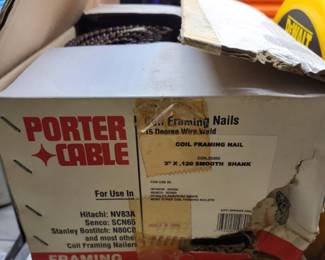 DEWALT
Coil Framing Nails
15 Degree Wire Weld
PORTER
CABLE
COIL FRAMING NAIL
3" X .120 SMOOTH SHANK
For Use In
Hitachi: NV83A
Senco: SCN65
Stanley Bostitch: N80CB
and most other
Coil Framing Nailers
FRAMING